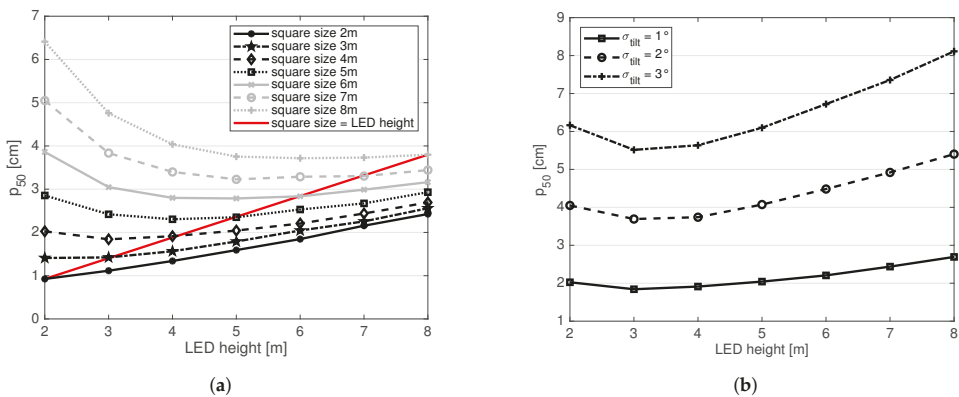 7
6
5
4
3
2
1
0
p50 [cm]
2 3 4 5 6 7 8
LED height [m]
square size 2m
square size 3m
square size 4m
square size 5m
square size 6m
square size 7m
square size 8m
square size = LED height
(a)
9
8
7
6
5
4
3
2
1
p50 [cm]
2 3 4 5 6 7 8
LED height [m]
σtilt = 1°
σtilt = 2°
σtilt = 3°
(b)